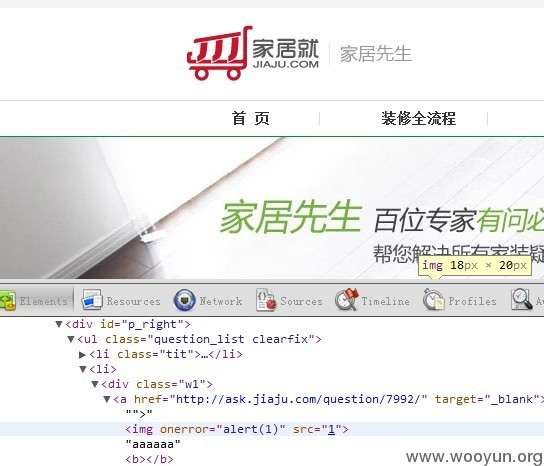 家居就 家居先生
JIAJU.COM
首 页 装修全流程
家居先生 百位专家有问必
帮您解决所有家装疑
img 18px × 20px
Elements Resources Network Sources Timeline Profiles Au
▼<div id="p_right">
▼<ul class="question_list clearfix">
▶<li class="tit">…</li>
▼<li>
▼<div class="w1">
▼<a href="http://ask.jiaju.com/question/7992/" target="_blank">
"">"
<img onerror="alert(1)" src="1">
"aaaaaa"
<b></b>
www.wooyun.org